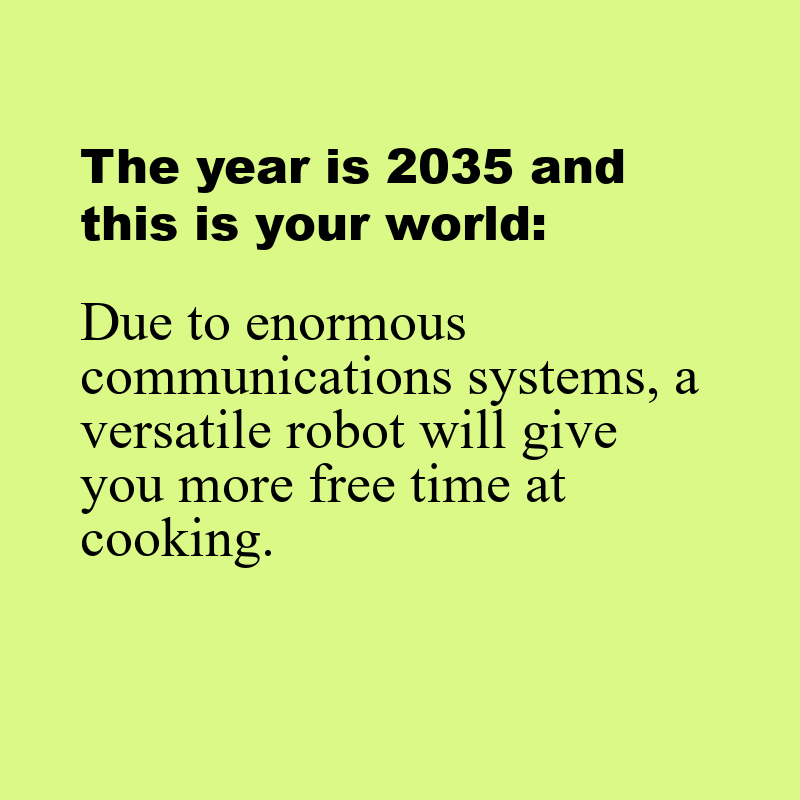 The year is 2035 and
this is your world:
Due to enormous
communications systems, a
versatile robot will give
you more free time at
cooking.